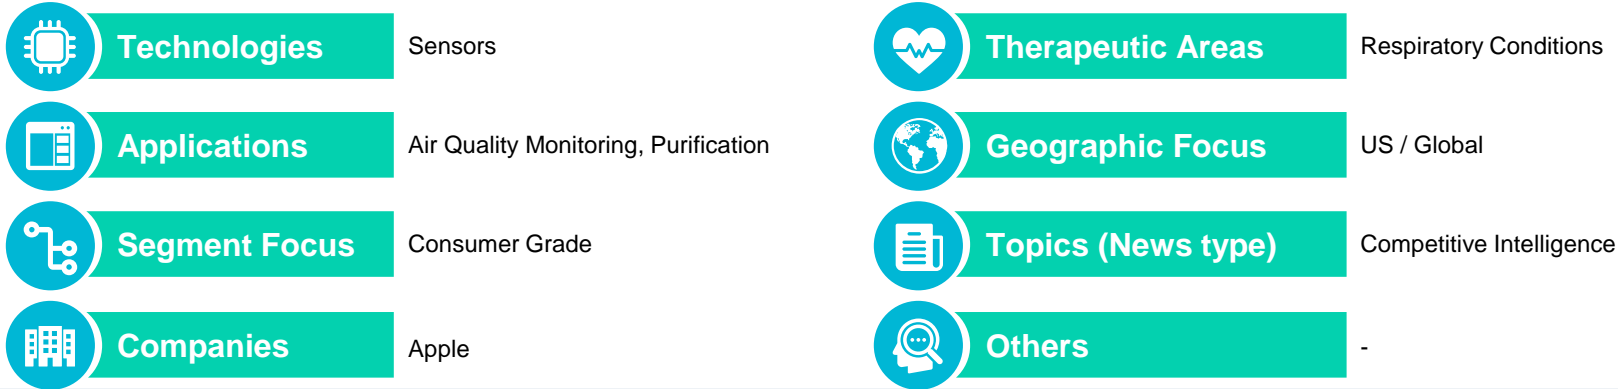 Technologies
Sensors
Therapeutic Areas
Respiratory Conditions
Applications
Air Quality Monitoring, Purification
Geographic Focus
US / Global
Segment Focus
Consumer Grade
Topics (News type)
Competitive Intelligence
Companies
Apple
Others
-